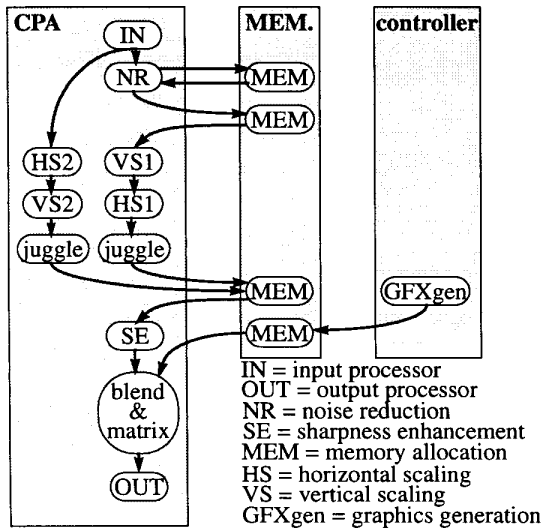 CPA
MEM.
controller
IN
NR
MEM
MEM
HS2
VS1
VS2
HS1
juggle
juggle
MEM
GFXgen
SE
MEM
blend
&
matrix
OUT
IN = input processor
OUT = output processor
NR = noise reduction
SE = sharpness enhancement
MEM = memory allocation
HS = horizontal scaling
VS = vertical scaling
GFXgen = graphics generation